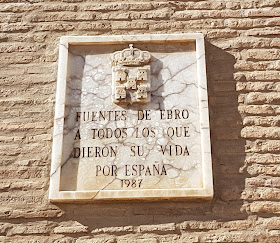 FUENTES DE EBRO
A TODOS LOS QUE
DIERON SU VIDA
POR ESPAÑA
1987